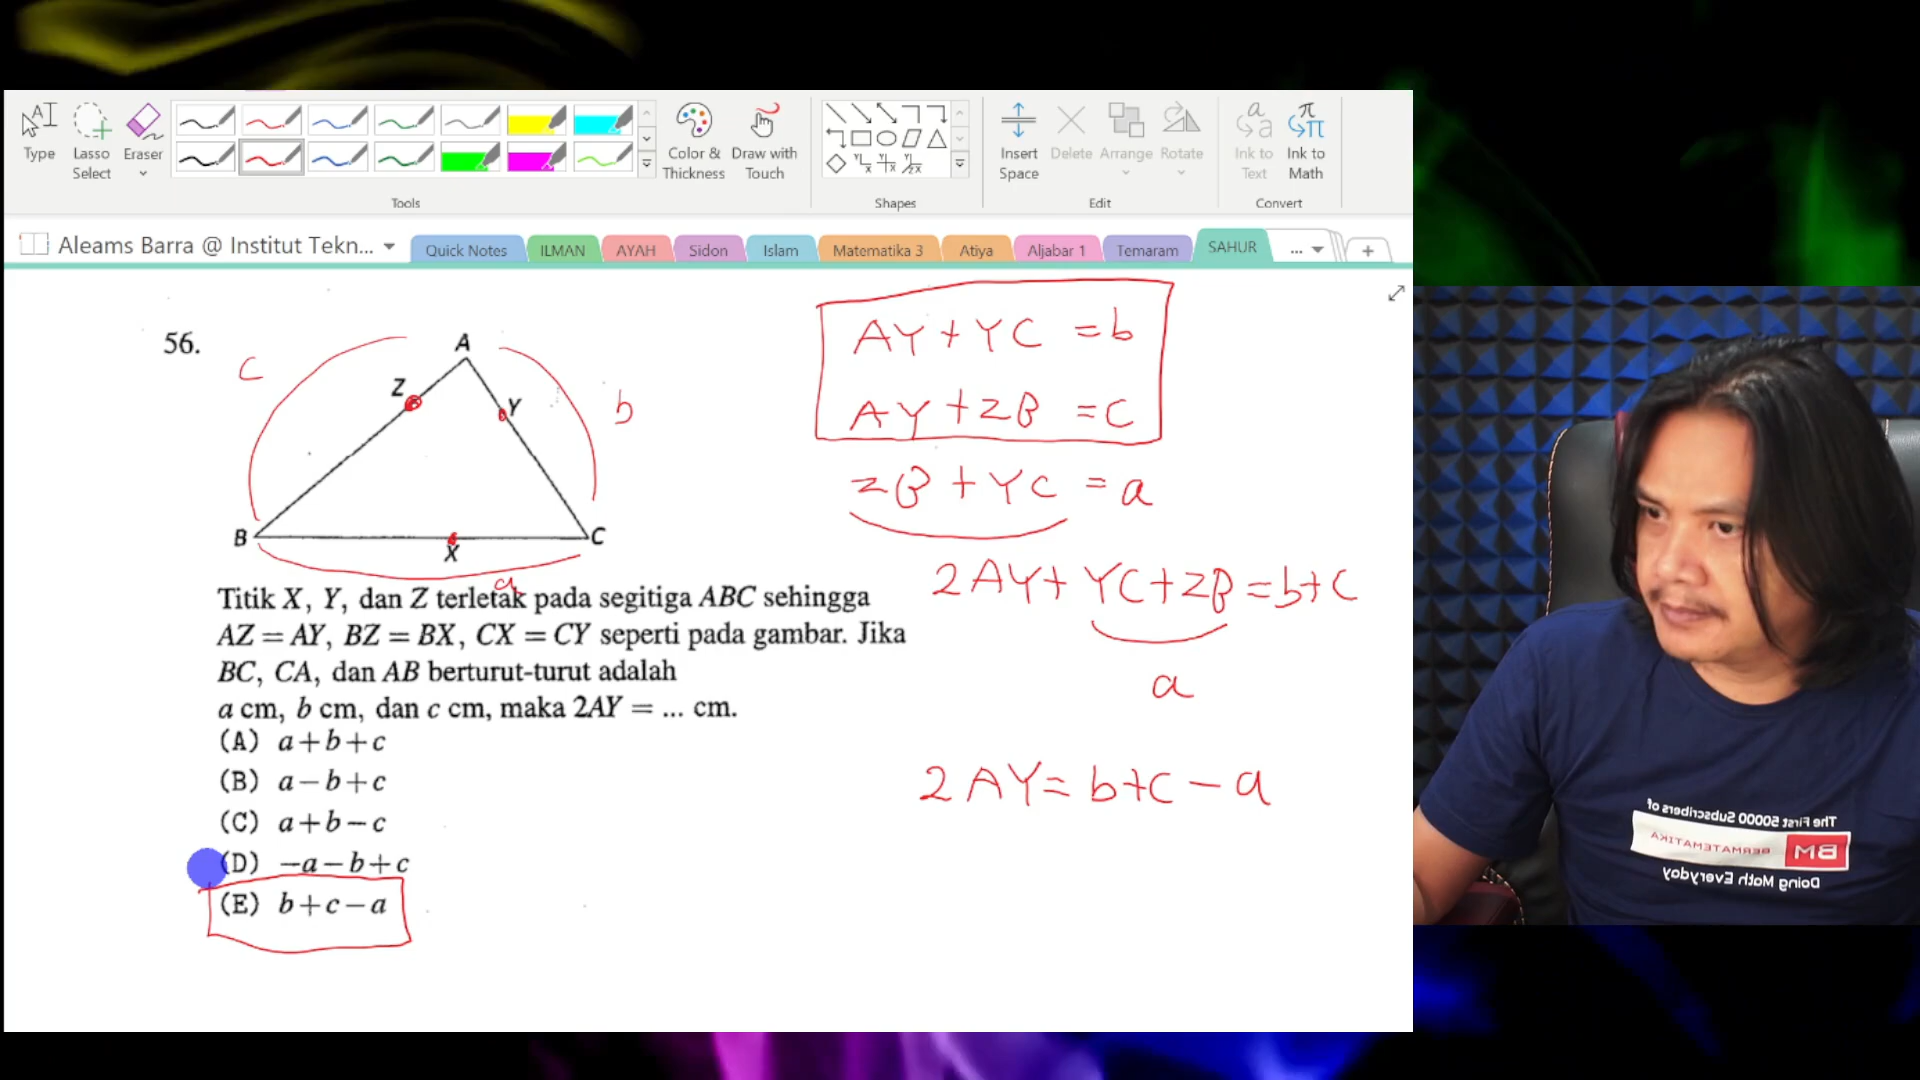 Type
Lasso
Select
Eraser
Color &
Thickness
Draw with
Touch
Insert
Space
Delete
Arrange
Rotate
Ink to
Text
Ink to
Math
Tools
Shapes
Edit
Convert
Aleams Barra @ Institut Tekn...
Quick Notes
ILMAN
AYAH
Sidon
Islam
Matematika 3
Atiya
Aljabar 1
Temaram
SAHUR
...
+
56.
A
Z
Y
B
X
C
c
b
a
Titik X, Y, dan Z terletak pada segitiga ABC sehingga
AZ = AY, BZ = BX, CX = CY seperti pada gambar. Jika
BC, CA, dan AB berturut-turut adalah
a cm, b cm, dan c cm, maka 2AY = ... cm.
(A) a+b+c
(B) a−b+c
(C) a+b−c
(D) −a−b+c
(E) b+c−a
AY + YC = b
AY + ZB = C
ZB + YC = a
2AY + YC + ZB = b+c
a
2AY = b+c − a
The First 50000 Subscribers of
BM BERMATEMATIKA
Doing Math Everyday